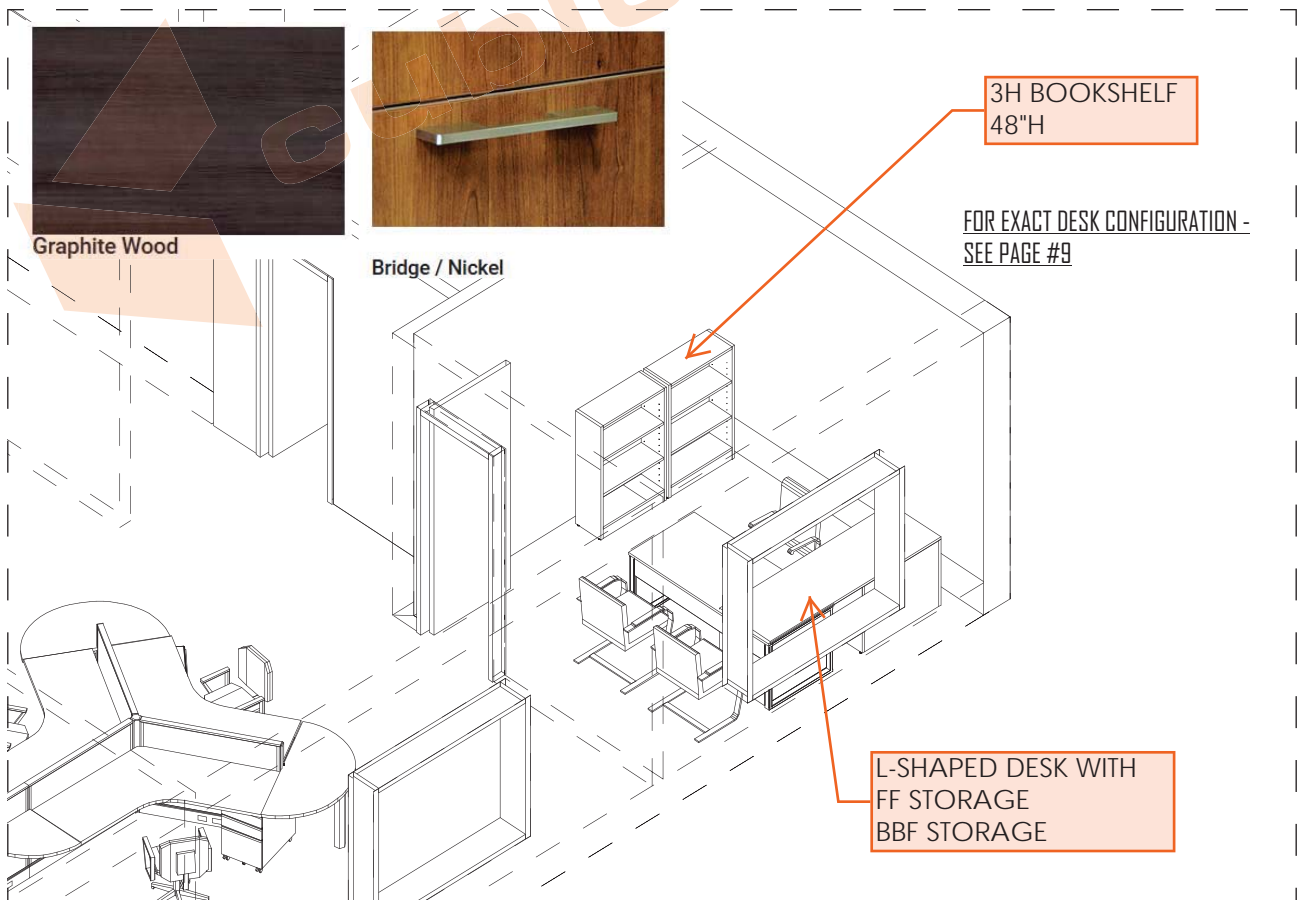 Graphite Wood
Bridge / Nickel
3H BOOKSHELF
48"H
FOR EXACT DESK CONFIGURATION -
SEE PAGE #9
L-SHAPED DESK WITH
FF STORAGE
BBF STORAGE